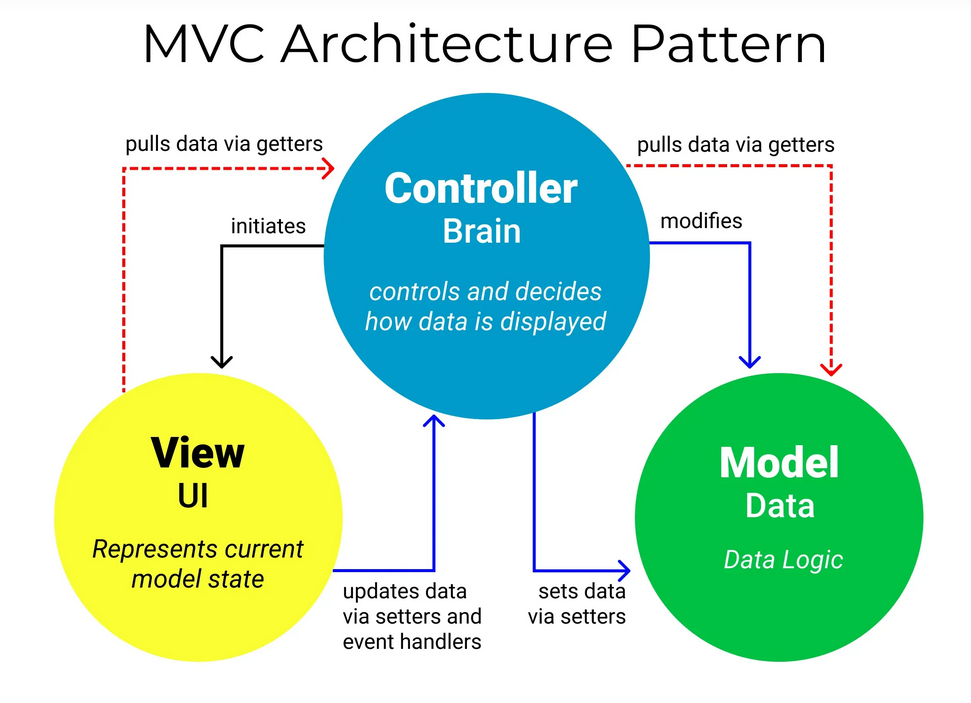 MVC Architecture Pattern
pulls data via getters
pulls data via getters
Controller
Brain
controls and decides
how data is displayed
initiates
modifies
View
UI
Represents current
model state
Model
Data
Data Logic
updates data
via setters and
event handlers
sets data
via setters